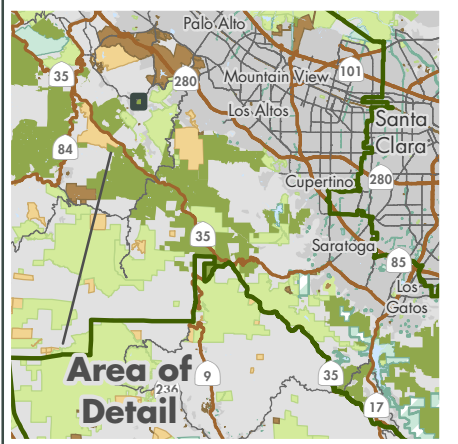 Palo Alto
35
280
Mountain View
101
Los Altos
Santa
Clara
84
Cupertino
280
35
Saratoga
85
Los
Gatos
Area of
Detail
236
9
35
17